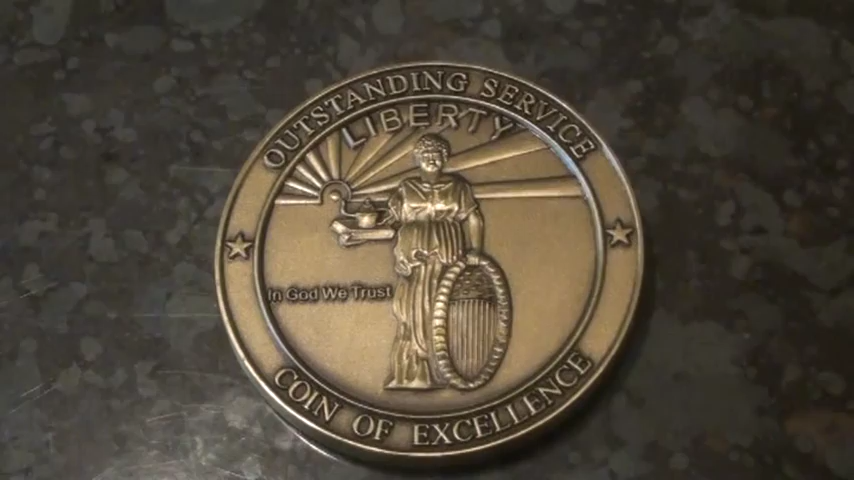 OUTSTANDING SERVICE
LIBERTY
In God We Trust
COIN OF EXCELLENCE